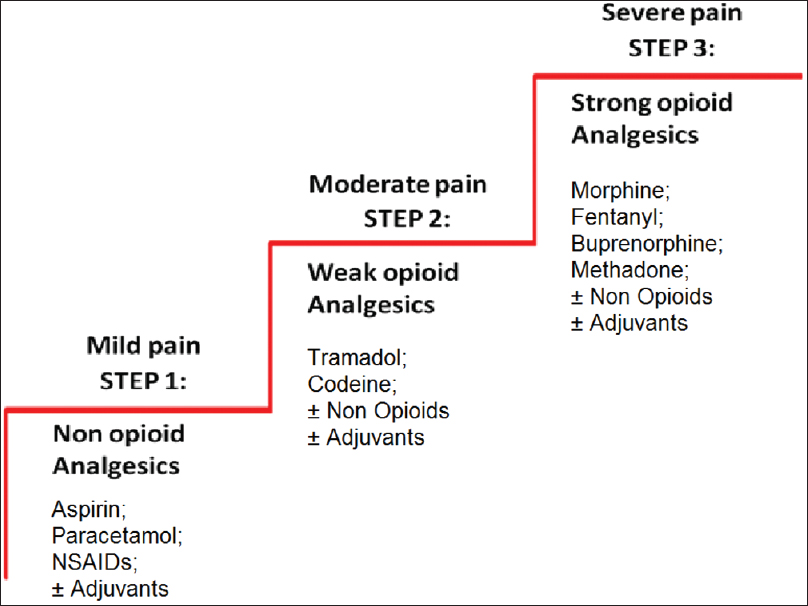 Severe pain
STEP 3:
Strong opioid
Analgesics
Morphine;
Fentanyl;
Buprenorphine;
Methadone;
± Non Opioids
± Adjuvants
Moderate pain
STEP 2:
Weak opioid
Analgesics
Tramadol;
Codeine;
± Non Opioids
± Adjuvants
Mild pain
STEP 1:
Non opioid
Analgesics
Aspirin;
Paracetamol;
NSAIDs;
± Adjuvants